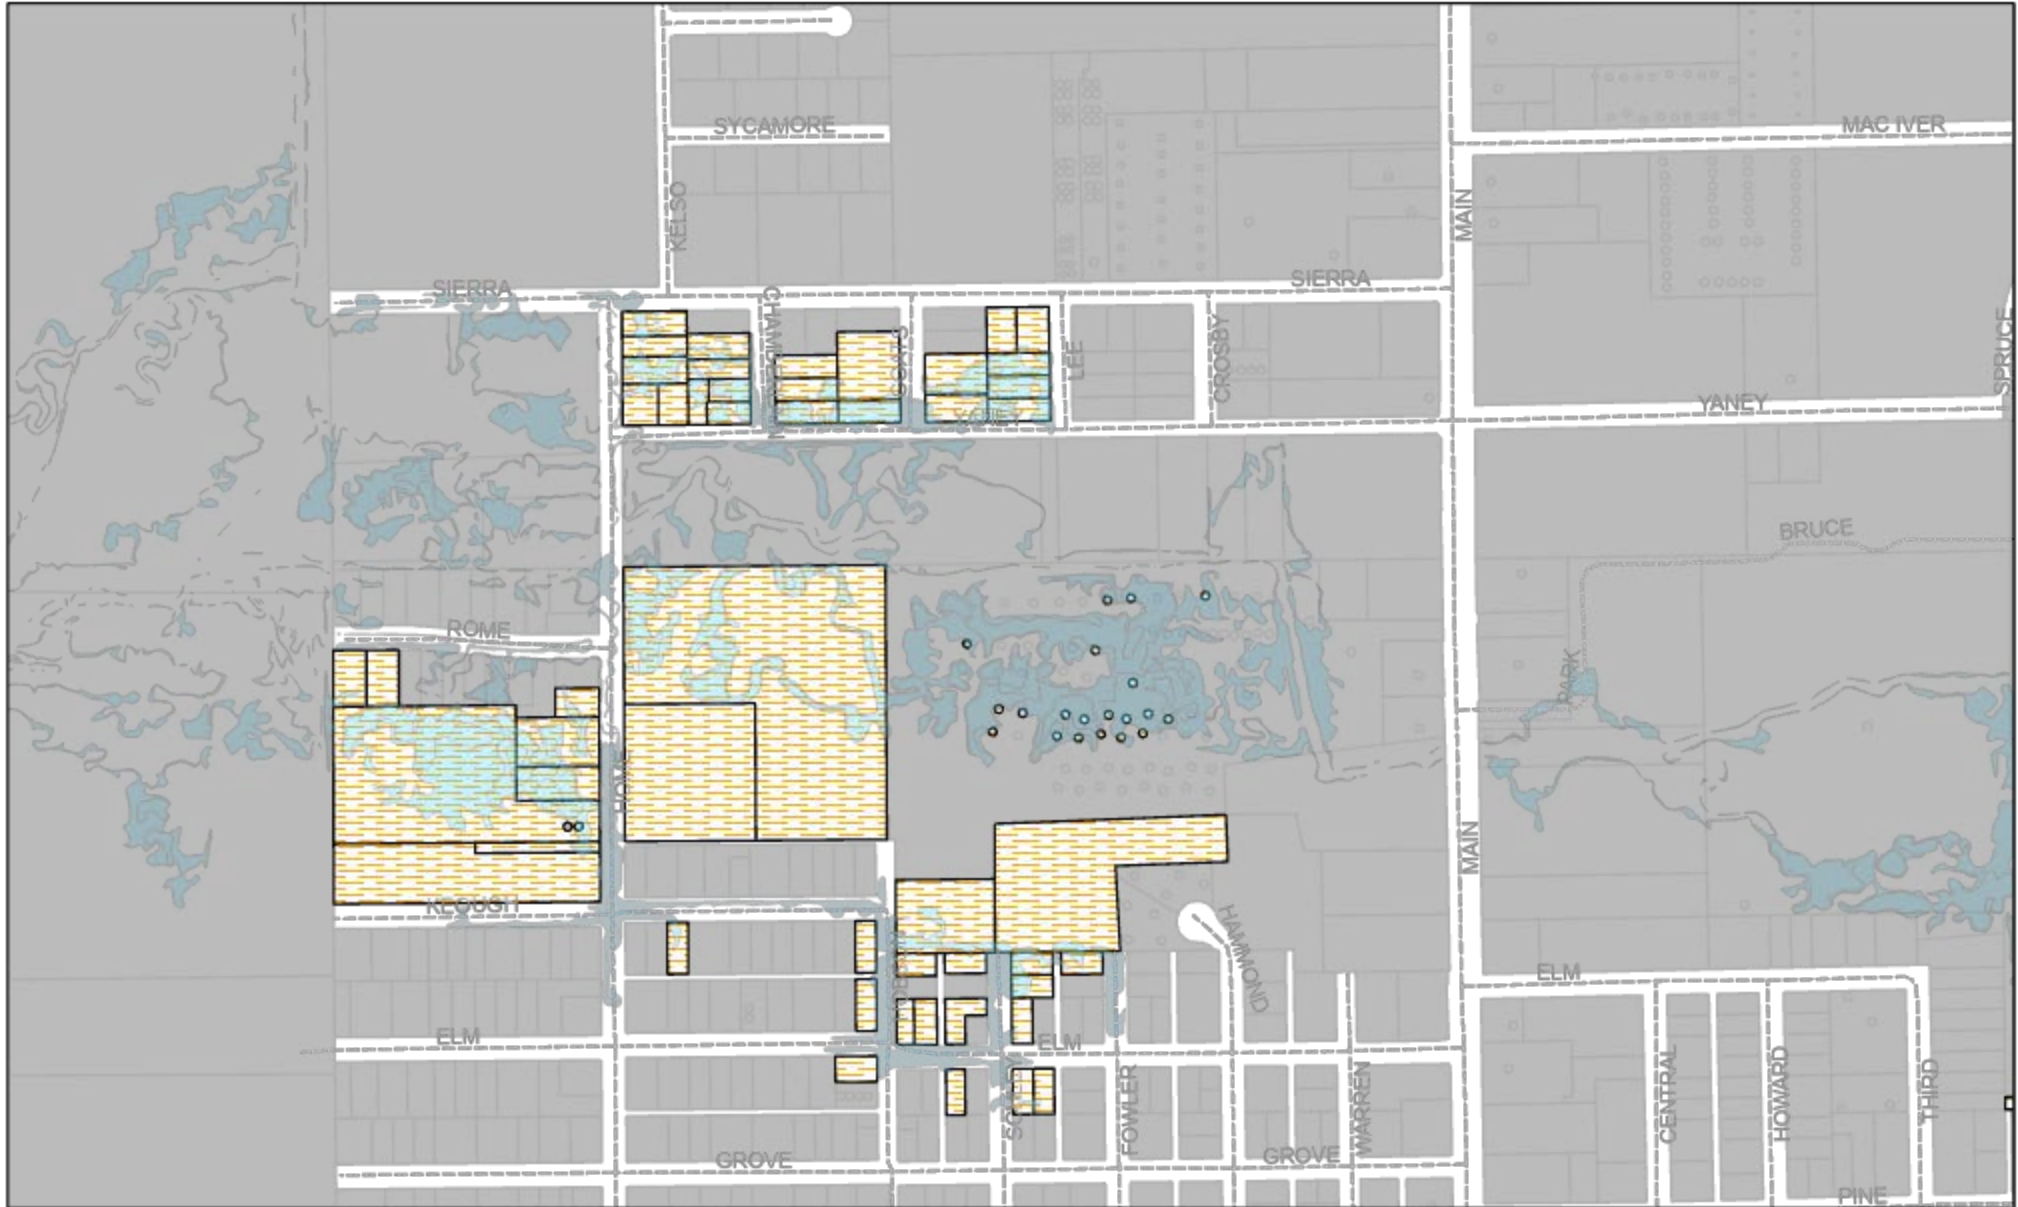 SYCAMORE
MAC IVER
KELSO
MAIN
SIERRA
SIERRA
LEE
CROSBY
SPRUCE
YANEY
YANEY
BRUCE
ROME
PARK
HOME
MAIN
KEOUGH
HAMMOND
ELM
ELM
ELM
FOWLER
WARREN
CENTRAL
HOWARD
THIRD
GROVE
GROVE
PINE